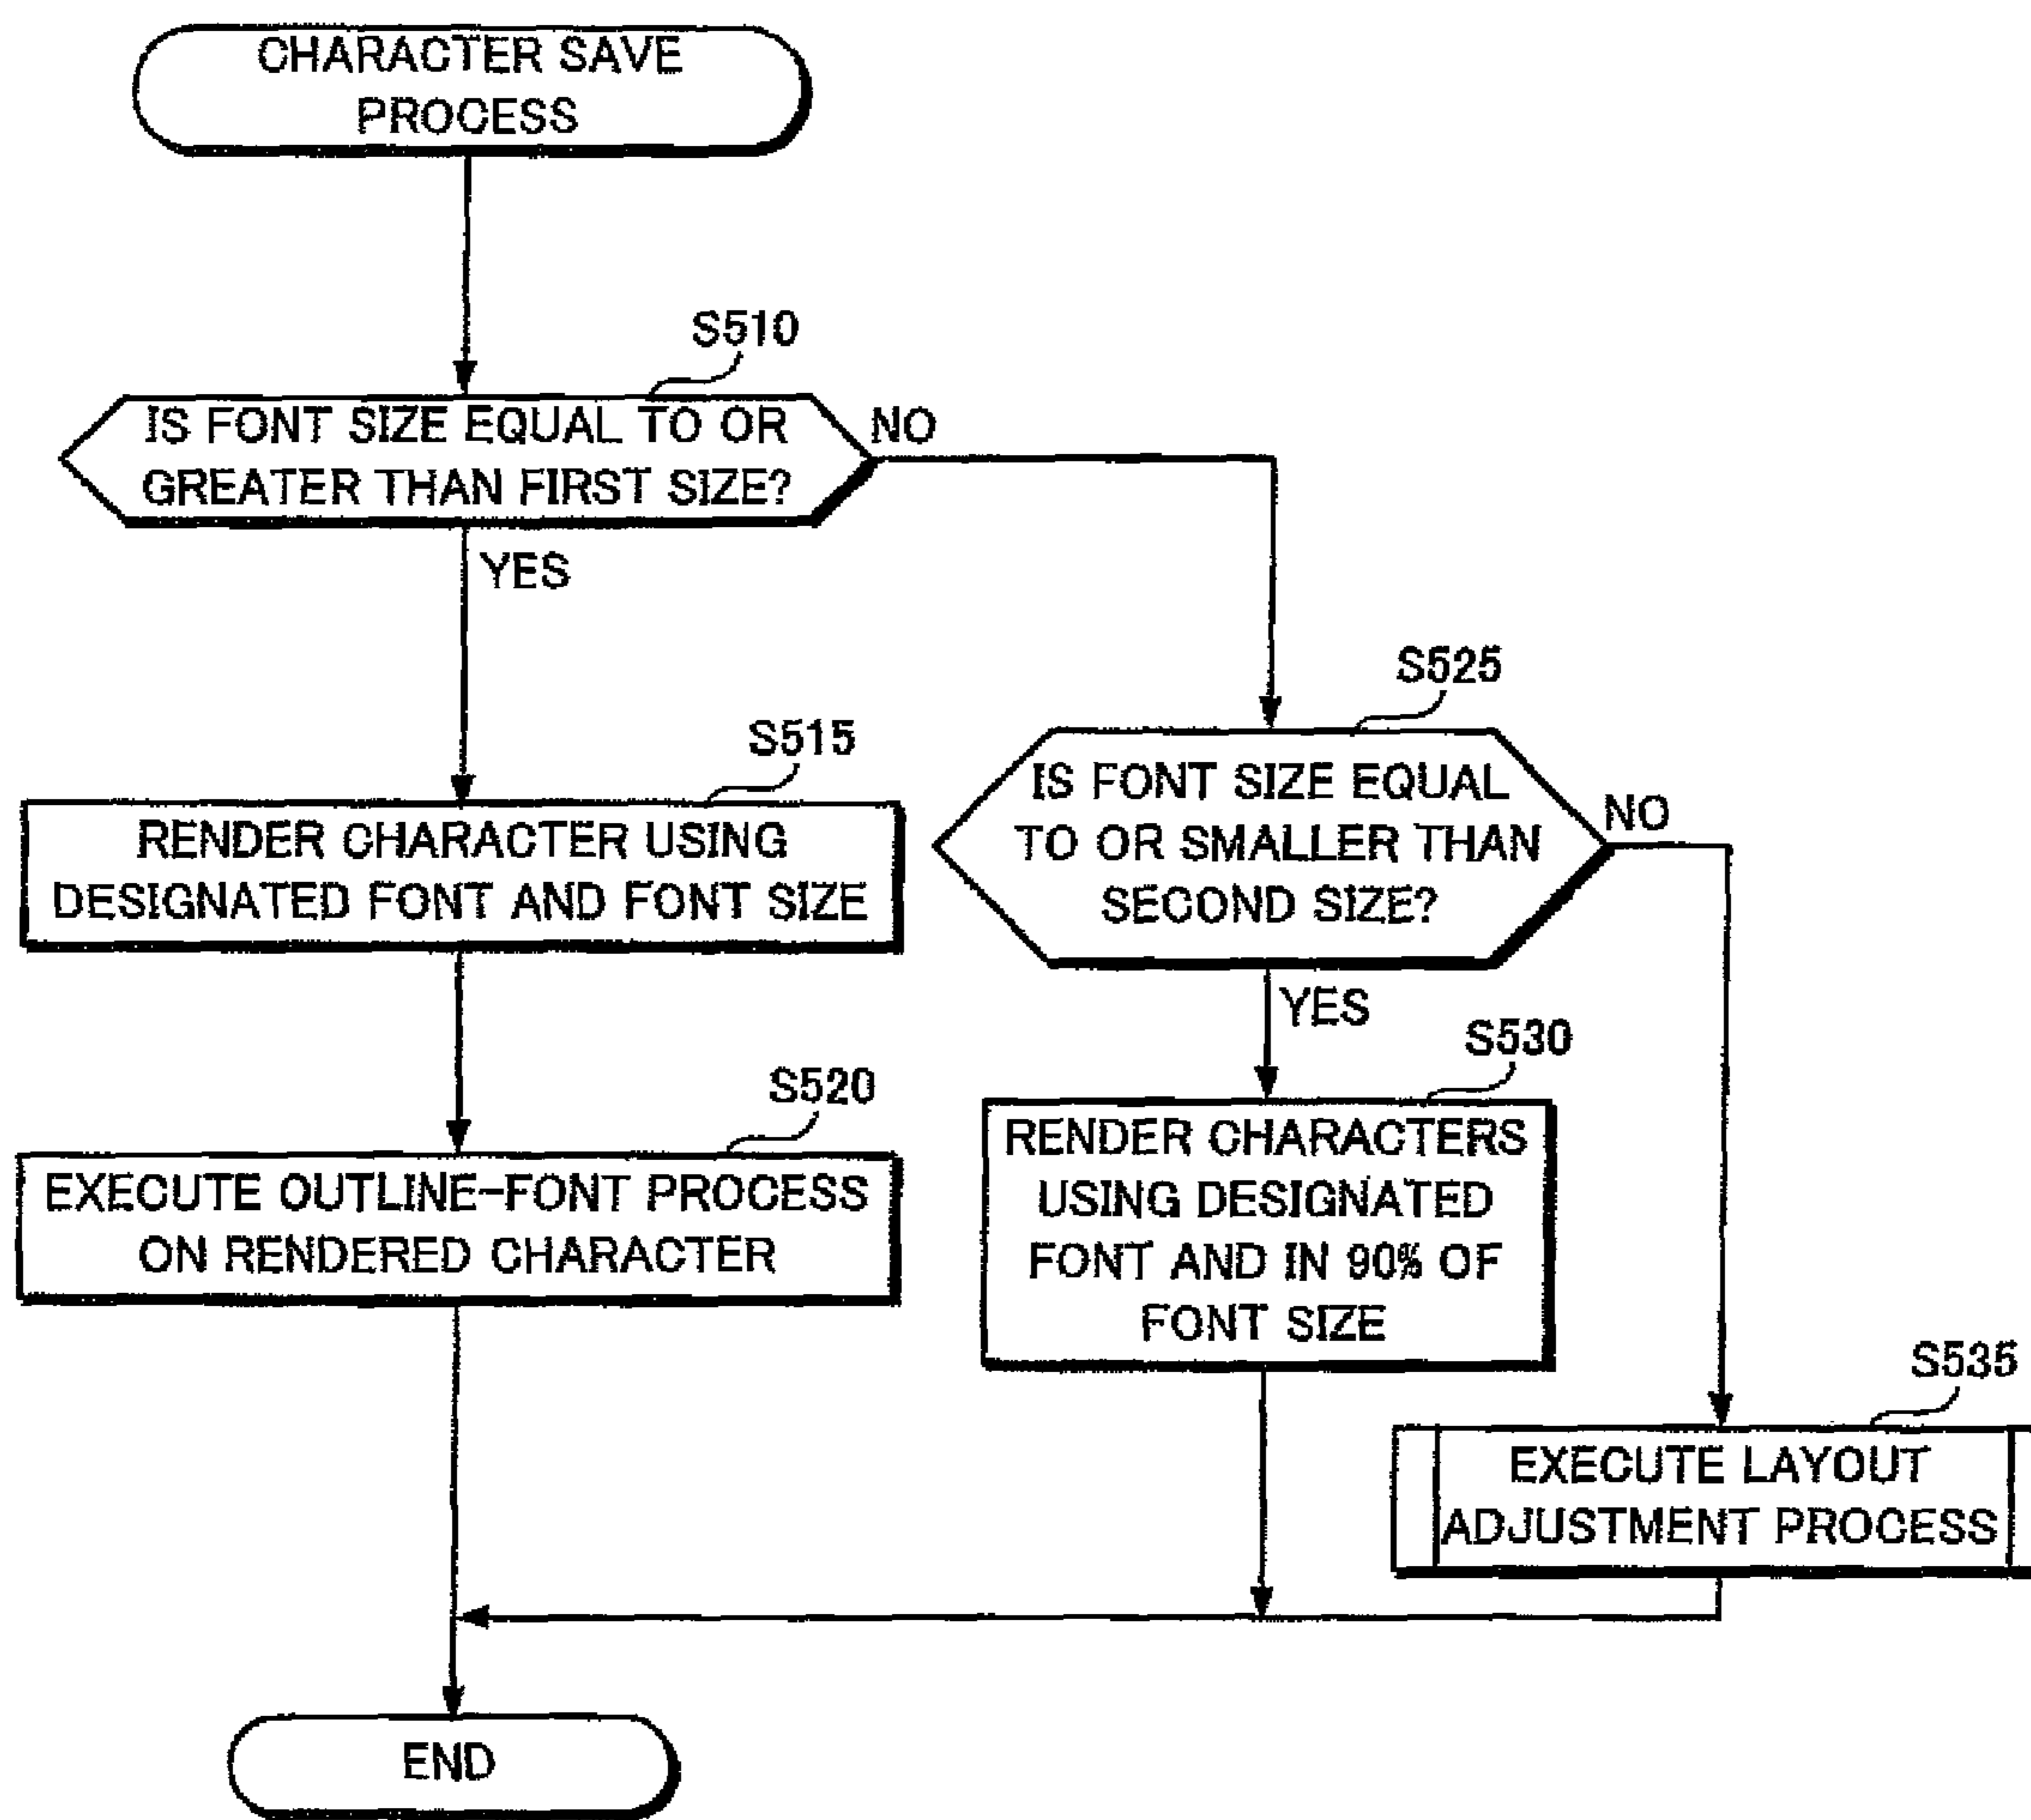 CHARACTER SAVE
PROCESS
S510
IS FONT SIZE EQUAL TO OR
GREATER THAN FIRST SIZE?
NO
YES
S515
RENDER CHARACTER USING
DESIGNATED FONT AND FONT SIZE
S520
EXECUTE OUTLINE-FONT PROCESS
ON RENDERED CHARACTER
S525
IS FONT SIZE EQUAL
TO OR SMALLER THAN
SECOND SIZE?
NO
YES
S530
RENDER CHARACTERS
USING DESIGNATED
FONT AND IN 90% OF
FONT SIZE
S535
EXECUTE LAYOUT
ADJUSTMENT PROCESS
END